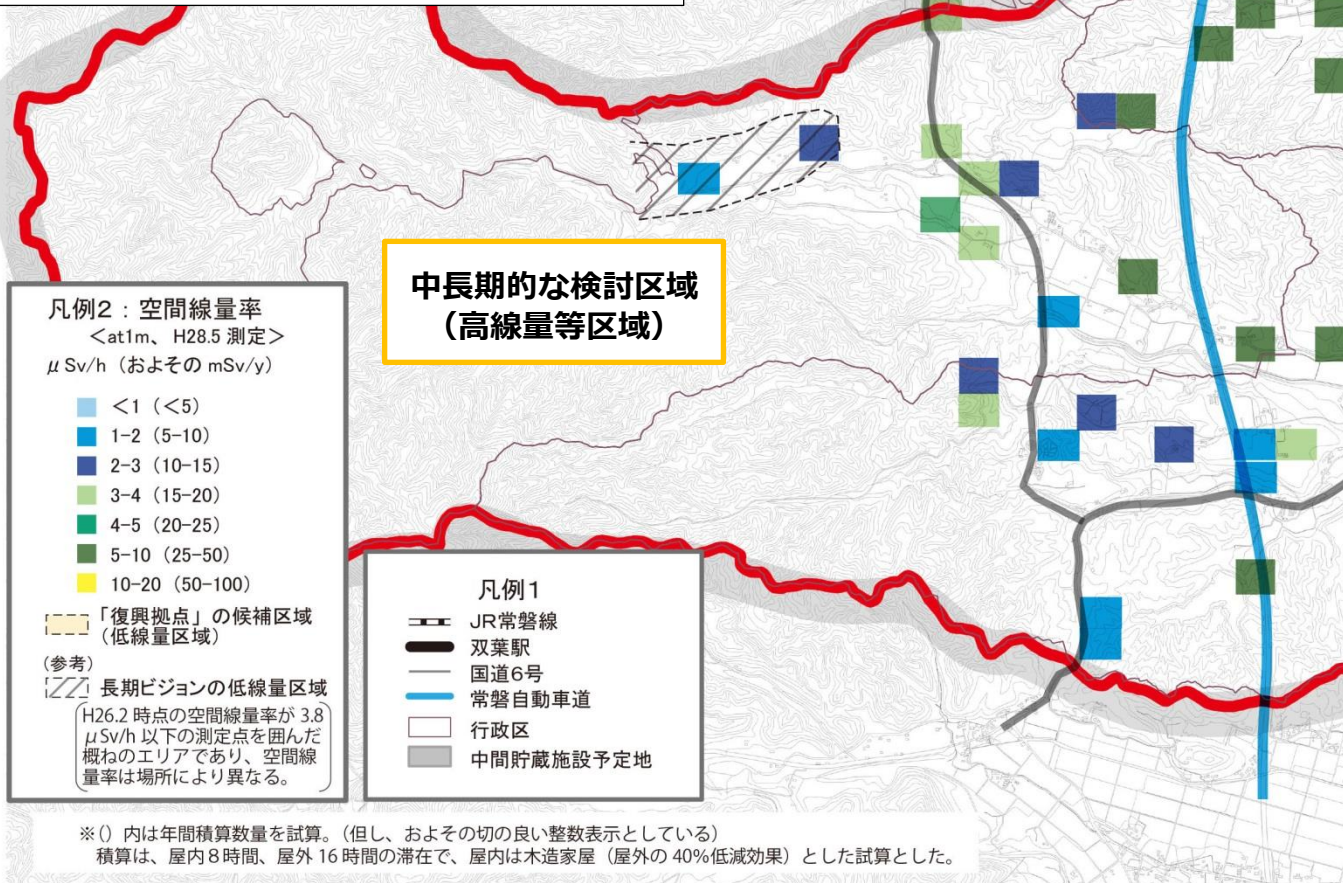 中長期的な検討区域
（高線量等区域）
凡例2：空間線量率
＜at1m、H28.5 測定＞
μSv/h（およその mSv/y）
＜1（＜5）
1-2（5-10）
2-3（10-15）
3-4（15-20）
4-5（20-25）
5-10（25-50）
10-20（50-100）
「復興拠点」の候補区域
（低線量区域）
（参考）
長期ビジョンの低線量区域
H26.2 時点の空間線量率が 3.8
μSv/h 以下の測定点を囲んだ
概ねのエリアであり、空間線
量率は場所により異なる。
凡例1
JR常磐線
双葉駅
国道6号
常磐自動車道
行政区
中間貯蔵施設予定地
※（）内は年間積算数量を試算。（但し、およその切の良い整数表示としている）
積算は、屋内８時間、屋外 16 時間の滞在で、屋内は木造家屋（屋外の 40%低減効果）とした試算とした。